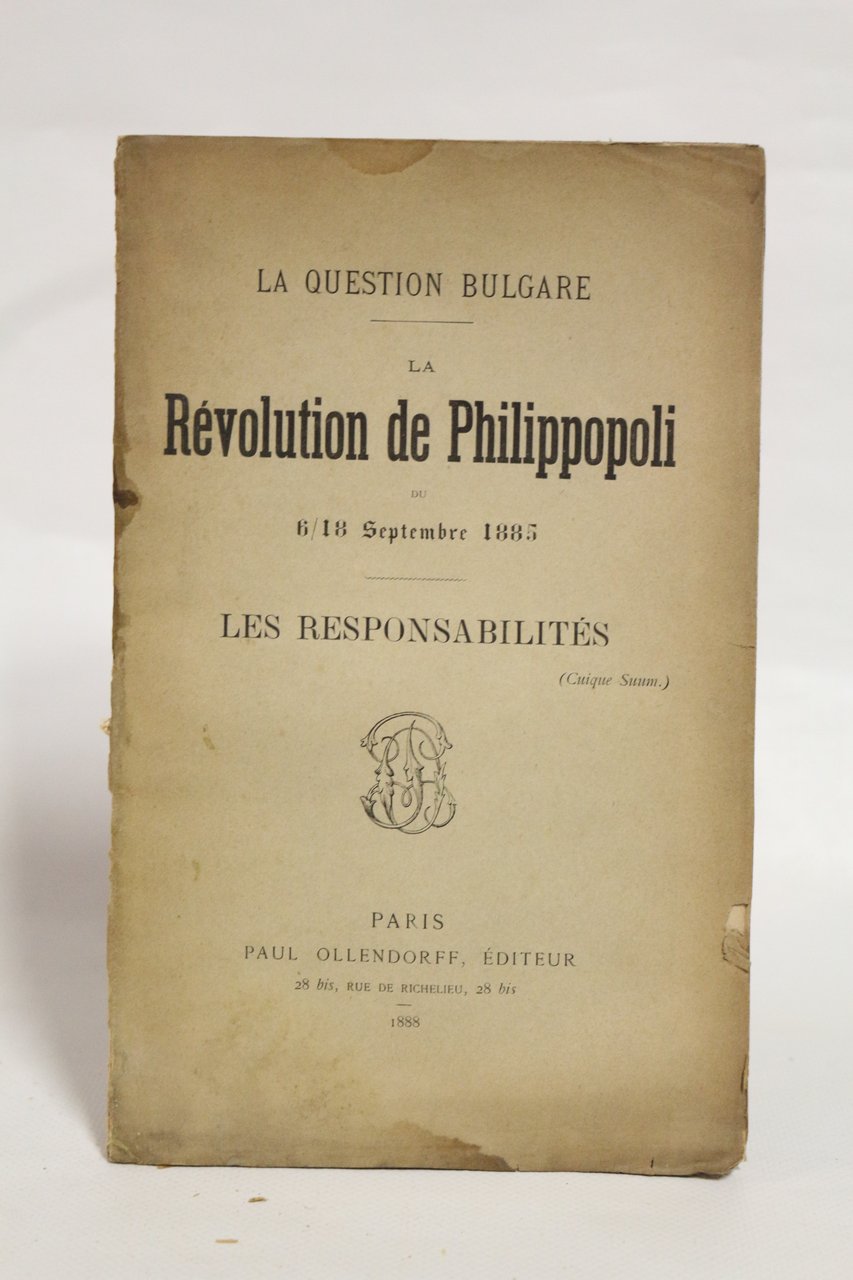 LA QUESTION BULGARE
LA
Révolution de Philippopoli
DU
6/18 Septembre 1885
LES RESPONSABILITÉS
(Cuique Suum.)
PARIS
PAUL OLLENDORFF, ÉDITEUR
28 bis, RUE DE RICHELIEU, 28 bis
1888